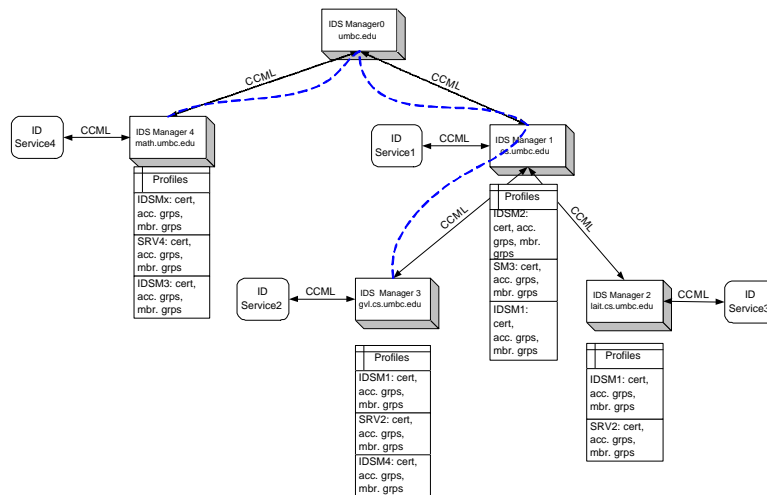 IDS Manager0
umbc.edu
CCML
CCML
ID
Service4
CCML
IDS Manager 4
math.umbc.edu
ID
Service1
CCML
IDS Manager 1
cs.umbc.edu
Profiles
IDSMx: cert,
acc. grps,
mbr. grps
SRV4: cert,
acc. grps,
mbr. grps
IDSM3: cert,
acc. grps,
mbr. grps
Profiles
IDSM2:
cert, acc.
grps, mbr.
grps
SM3: cert,
acc. grps,
mbr. grps
IDSM1:
cert,
acc. grps,
mbr. grps
CCML
CCML
ID
Service2
CCML
IDS Manager 3
gvl.cs.umbc.edu
IDS Manager 2
lait.cs.umbc.edu
CCML
ID
Service3
Profiles
IDSM1: cert,
acc. grps,
mbr. grps
SRV2: cert,
acc. grps,
mbr. grps
IDSM4: cert,
acc. grps,
mbr. grps
Profiles
IDSM1: cert,
acc. grps,
mbr. grps
SRV2: cert,
acc. grps,
mbr. grps